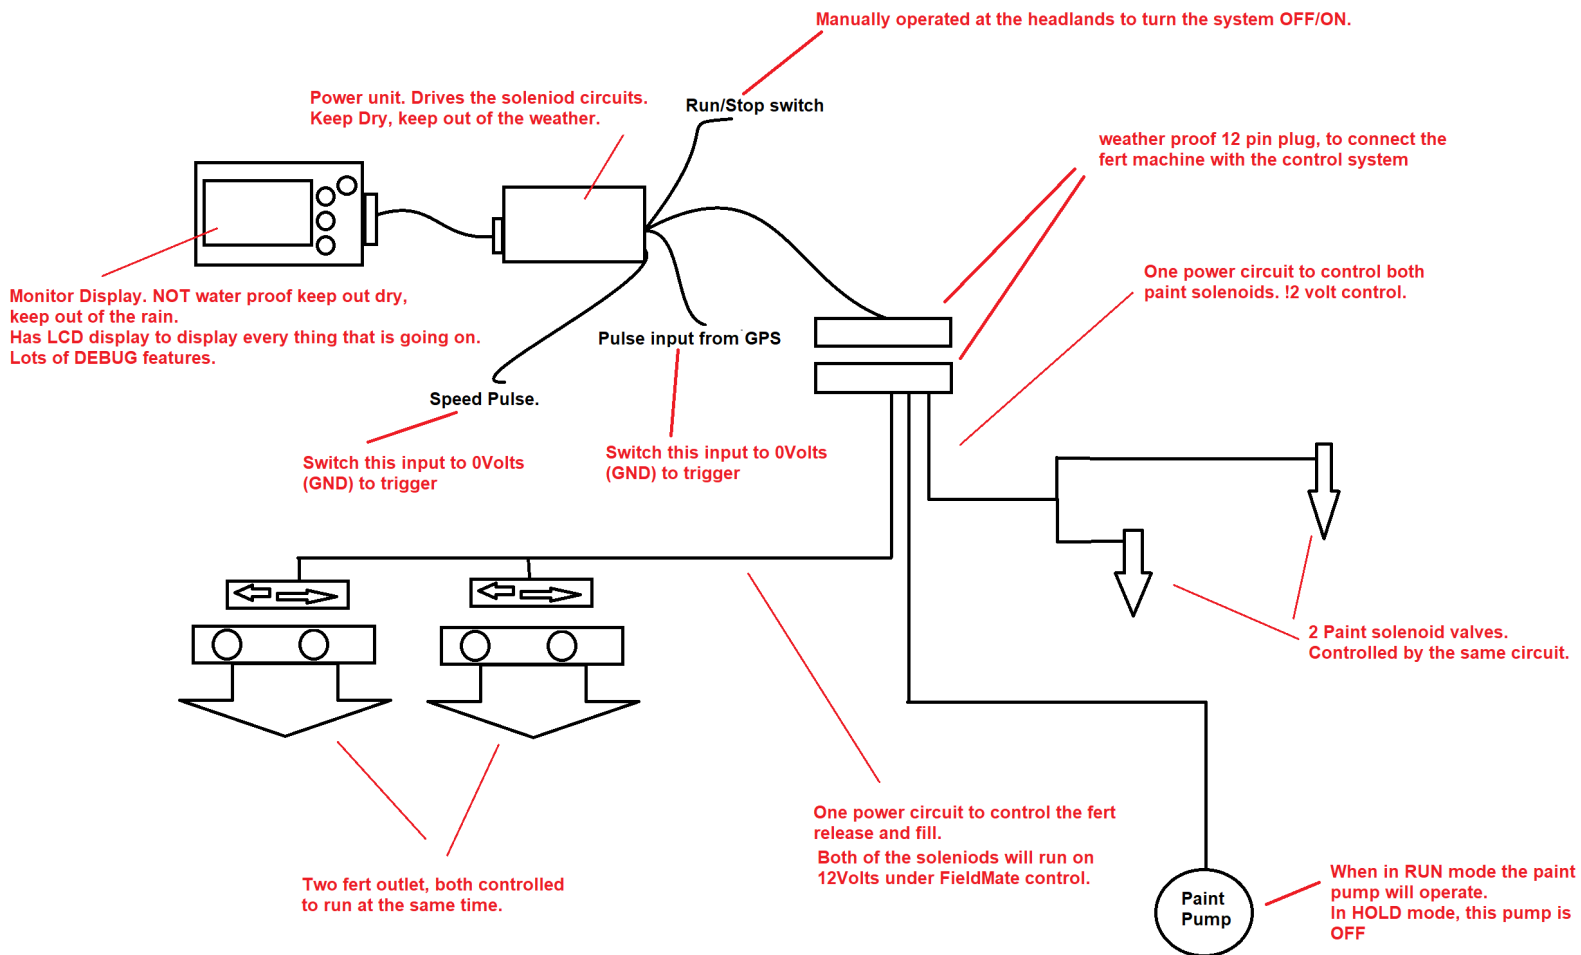 Manually operated at the headlands to turn the system OFF/ON.
Power unit. Drives the soleniod circuits.
Keep Dry, keep out of the weather.
Run/Stop switch
weather proof 12 pin plug, to connect the
fert machine with the control system
Monitor Display. NOT water proof keep out dry,
keep out of the rain.
Has LCD display to display every thing that is going on.
Lots of DEBUG features.
One power circuit to control both
paint solenoids. !2 volt control.
Pulse input from GPS
Speed Pulse.
Switch this input to 0Volts
(GND) to trigger
Switch this input to 0Volts
(GND) to trigger
2 Paint solenoid valves.
Controlled by the same circuit.
One power circuit to control the fert
release and fill.
Both of the soleniods will run on
12Volts under FieldMate control.
Two fert outlet, both controlled
to run at the same time.
Paint
Pump
When in RUN mode the paint
pump will operate.
In HOLD mode, this pump is
OFF